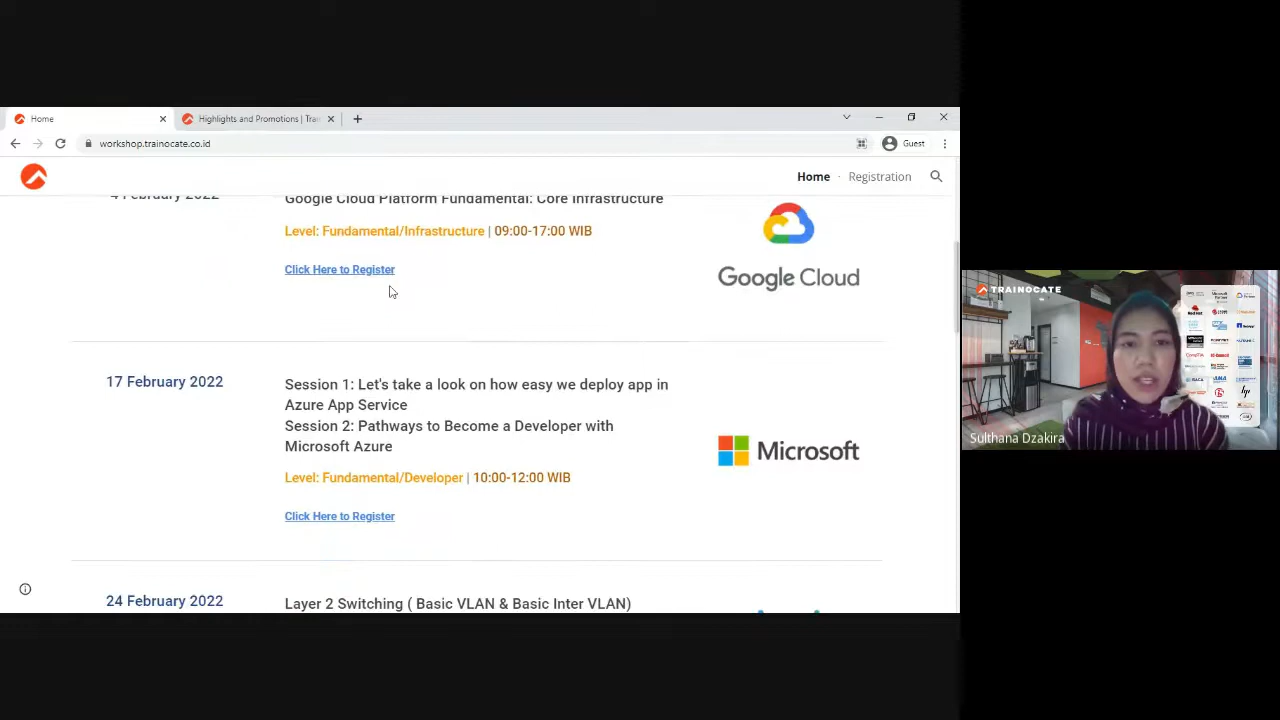 Home
Highlights and Promotions | Trai
workshop.trainocate.co.id
Guest
Home · Registration
4 February 2022
Google Cloud Platform Fundamental: Core Infrastructure
Level: Fundamental/Infrastructure | 09:00-17:00 WIB
Click Here to Register
Google Cloud
17 February 2022
Session 1: Let's take a look on how easy we deploy app in
Azure App Service
Session 2: Pathways to Become a Developer with
Microsoft Azure
Level: Fundamental/Developer | 10:00-12:00 WIB
Click Here to Register
Microsoft
24 February 2022
Layer 2 Switching ( Basic VLAN & Basic Inter VLAN)
TRAINOCATE
Sulthana Dzakira